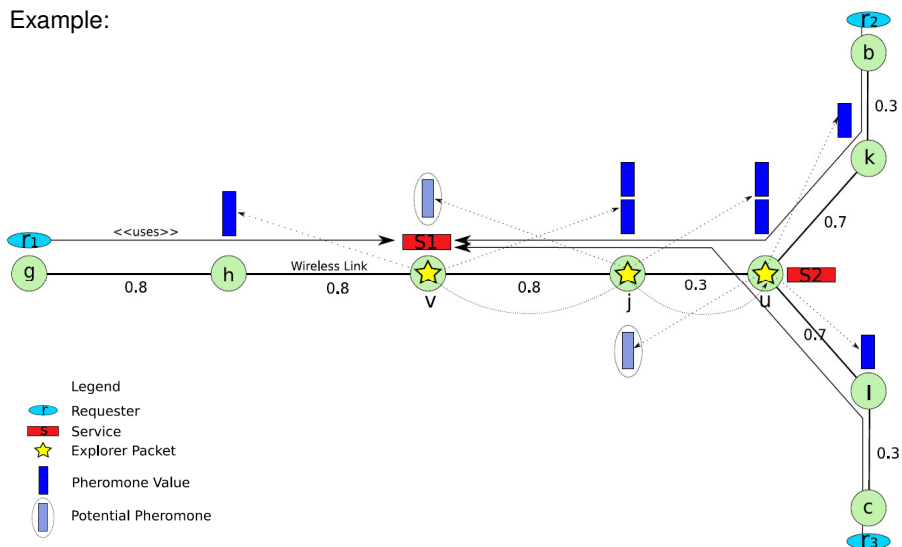 Example:
r2
b
0.3
k
<<uses>>
r1
S1
0.7
g
h
Wireless Link
S2
0.8
0.8
v
0.8
j
0.3
u
0.7
Legend
r Requester
S Service
Explorer Packet
Pheromone Value
Potential Pheromone
l
0.3
c
r3